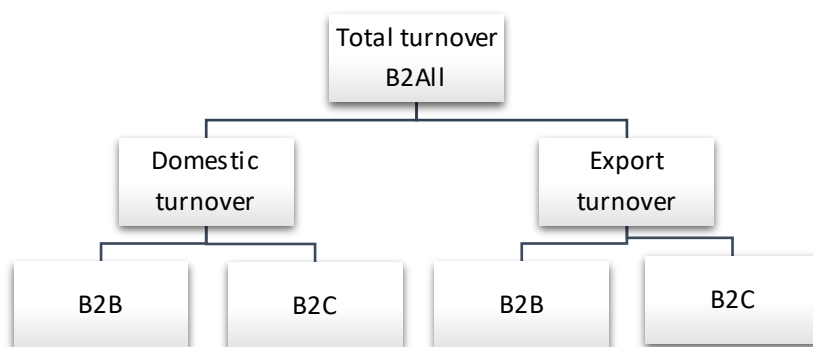 Total turnover
B2All
Domestic
turnover
Export
turnover
B2B
B2C
B2B
B2C